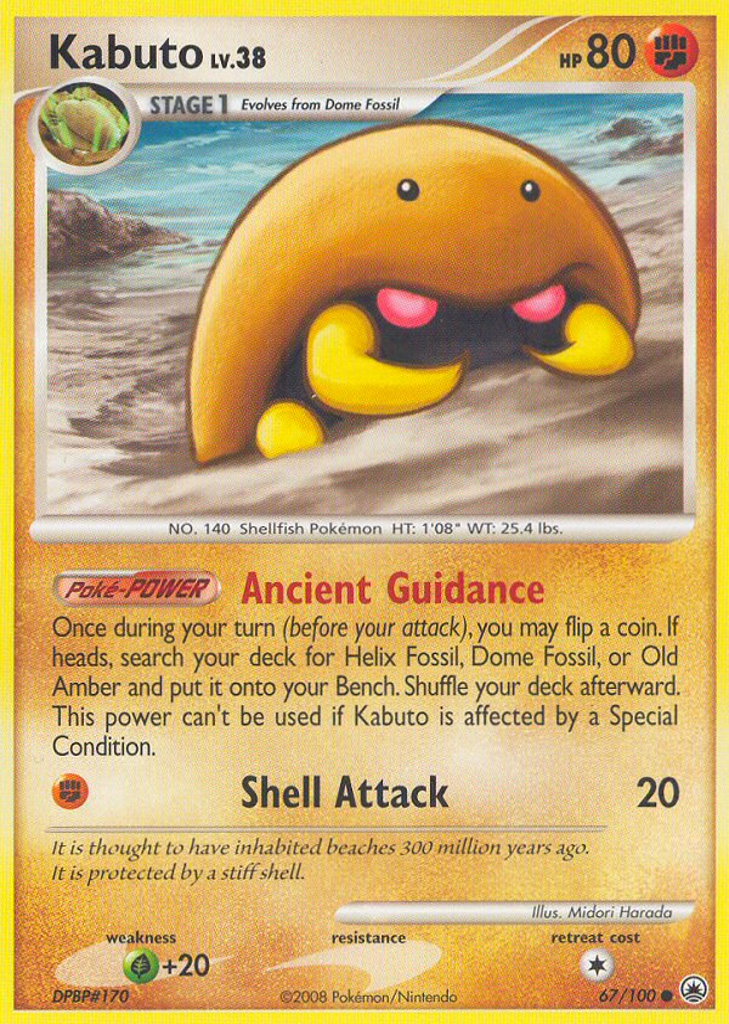 Kabuto LV.38 HP 80
STAGE 1 Evolves from Dome Fossil
NO. 140 Shellfish Pokémon HT: 1'08" WT: 25.4 lbs.
Poké-POWER Ancient Guidance
Once during your turn (before your attack), you may flip a coin. If
heads, search your deck for Helix Fossil, Dome Fossil, or Old
Amber and put it onto your Bench. Shuffle your deck afterward.
This power can't be used if Kabuto is affected by a Special
Condition.
Shell Attack 20
It is thought to have inhabited beaches 300 million years ago.
It is protected by a stiff shell.
Illus. Midori Harada
weakness resistance retreat cost
+20
DPBP#170 ©2008 Pokémon/Nintendo 67/100